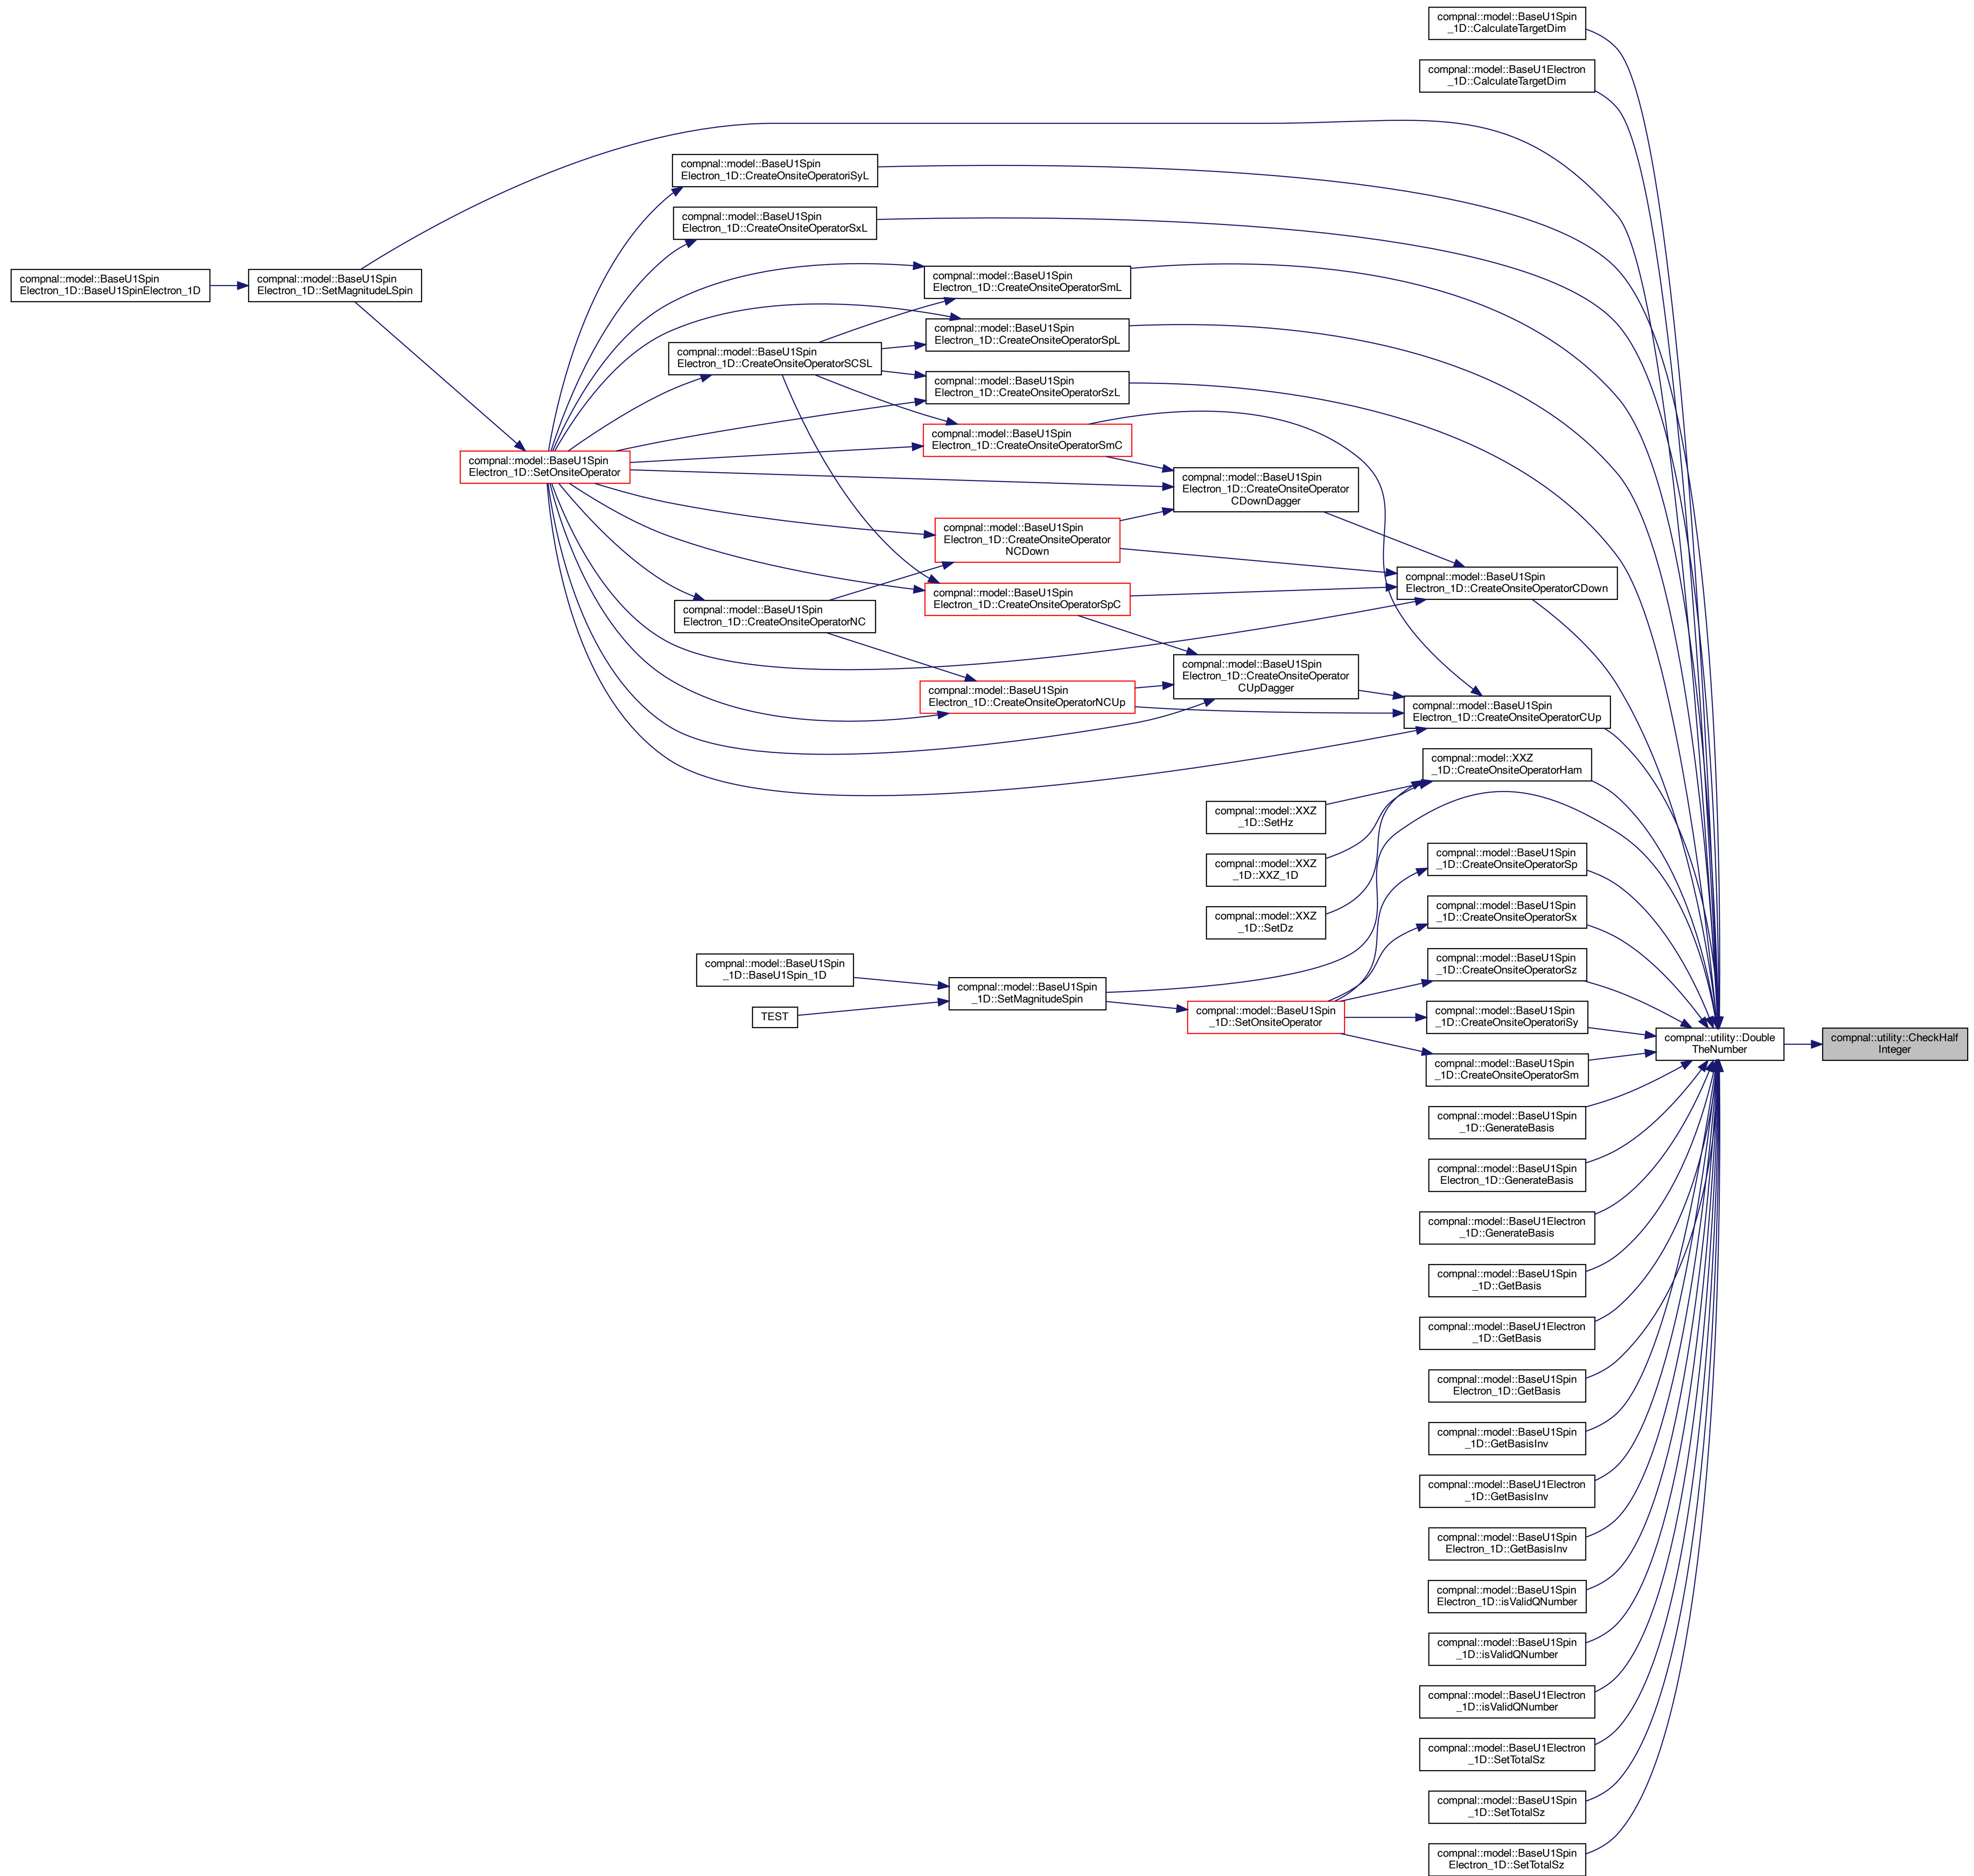 compnal::model::BaseU1Spin
_1D::CalculateTargetDim
compnal::model::BaseU1Electron
_1D::CalculateTargetDim
compnal::model::BaseU1Spin
Electron_1D::CreateOnsiteOperatoriSyL
compnal::model::BaseU1Spin
Electron_1D::CreateOnsiteOperatorSxL
compnal::model::BaseU1Spin
Electron_1D::BaseU1SpinElectron_1D
compnal::model::BaseU1Spin
Electron_1D::SetMagnitudeLSpin
compnal::model::BaseU1Spin
Electron_1D::CreateOnsiteOperatorSmL
compnal::model::BaseU1Spin
Electron_1D::CreateOnsiteOperatorSpL
compnal::model::BaseU1Spin
Electron_1D::CreateOnsiteOperatorSCSL
compnal::model::BaseU1Spin
Electron_1D::CreateOnsiteOperatorSzL
compnal::model::BaseU1Spin
Electron_1D::CreateOnsiteOperatorSmC
compnal::model::BaseU1Spin
Electron_1D::SetOnsiteOperator
compnal::model::BaseU1Spin
Electron_1D::CreateOnsiteOperator
CDownDagger
compnal::model::BaseU1Spin
Electron_1D::CreateOnsiteOperator
NCDown
compnal::model::BaseU1Spin
Electron_1D::CreateOnsiteOperatorCDown
compnal::model::BaseU1Spin
Electron_1D::CreateOnsiteOperatorSpC
compnal::model::BaseU1Spin
Electron_1D::CreateOnsiteOperatorNC
compnal::model::BaseU1Spin
Electron_1D::CreateOnsiteOperator
CUpDagger
compnal::model::BaseU1Spin
Electron_1D::CreateOnsiteOperatorNCUp
compnal::model::BaseU1Spin
Electron_1D::CreateOnsiteOperatorCUp
compnal::model::XXZ
_1D::CreateOnsiteOperatorHam
compnal::model::XXZ
_1D::SetHz
compnal::model::XXZ
_1D::XXZ_1D
compnal::model::BaseU1Spin
_1D::CreateOnsiteOperatorSp
compnal::model::XXZ
_1D::SetDz
compnal::model::BaseU1Spin
_1D::CreateOnsiteOperatorSx
compnal::model::BaseU1Spin
_1D::BaseU1Spin_1D
compnal::model::BaseU1Spin
_1D::CreateOnsiteOperatorSz
compnal::model::BaseU1Spin
_1D::SetMagnitudeSpin
TEST
compnal::model::BaseU1Spin
_1D::SetOnsiteOperator
compnal::model::BaseU1Spin
_1D::CreateOnsiteOperatoriSy
compnal::utility::Double
TheNumber
compnal::utility::CheckHalf
Integer
compnal::model::BaseU1Spin
_1D::CreateOnsiteOperatorSm
compnal::model::BaseU1Spin
_1D::GenerateBasis
compnal::model::BaseU1Spin
Electron_1D::GenerateBasis
compnal::model::BaseU1Electron
_1D::GenerateBasis
compnal::model::BaseU1Spin
_1D::GetBasis
compnal::model::BaseU1Electron
_1D::GetBasis
compnal::model::BaseU1Spin
Electron_1D::GetBasis
compnal::model::BaseU1Spin
_1D::GetBasisInv
compnal::model::BaseU1Electron
_1D::GetBasisInv
compnal::model::BaseU1Spin
Electron_1D::GetBasisInv
compnal::model::BaseU1Spin
Electron_1D::isValidQNumber
compnal::model::BaseU1Spin
_1D::isValidQNumber
compnal::model::BaseU1Electron
_1D::isValidQNumber
compnal::model::BaseU1Electron
_1D::SetTotalSz
compnal::model::BaseU1Spin
_1D::SetTotalSz
compnal::model::BaseU1Spin
Electron_1D::SetTotalSz